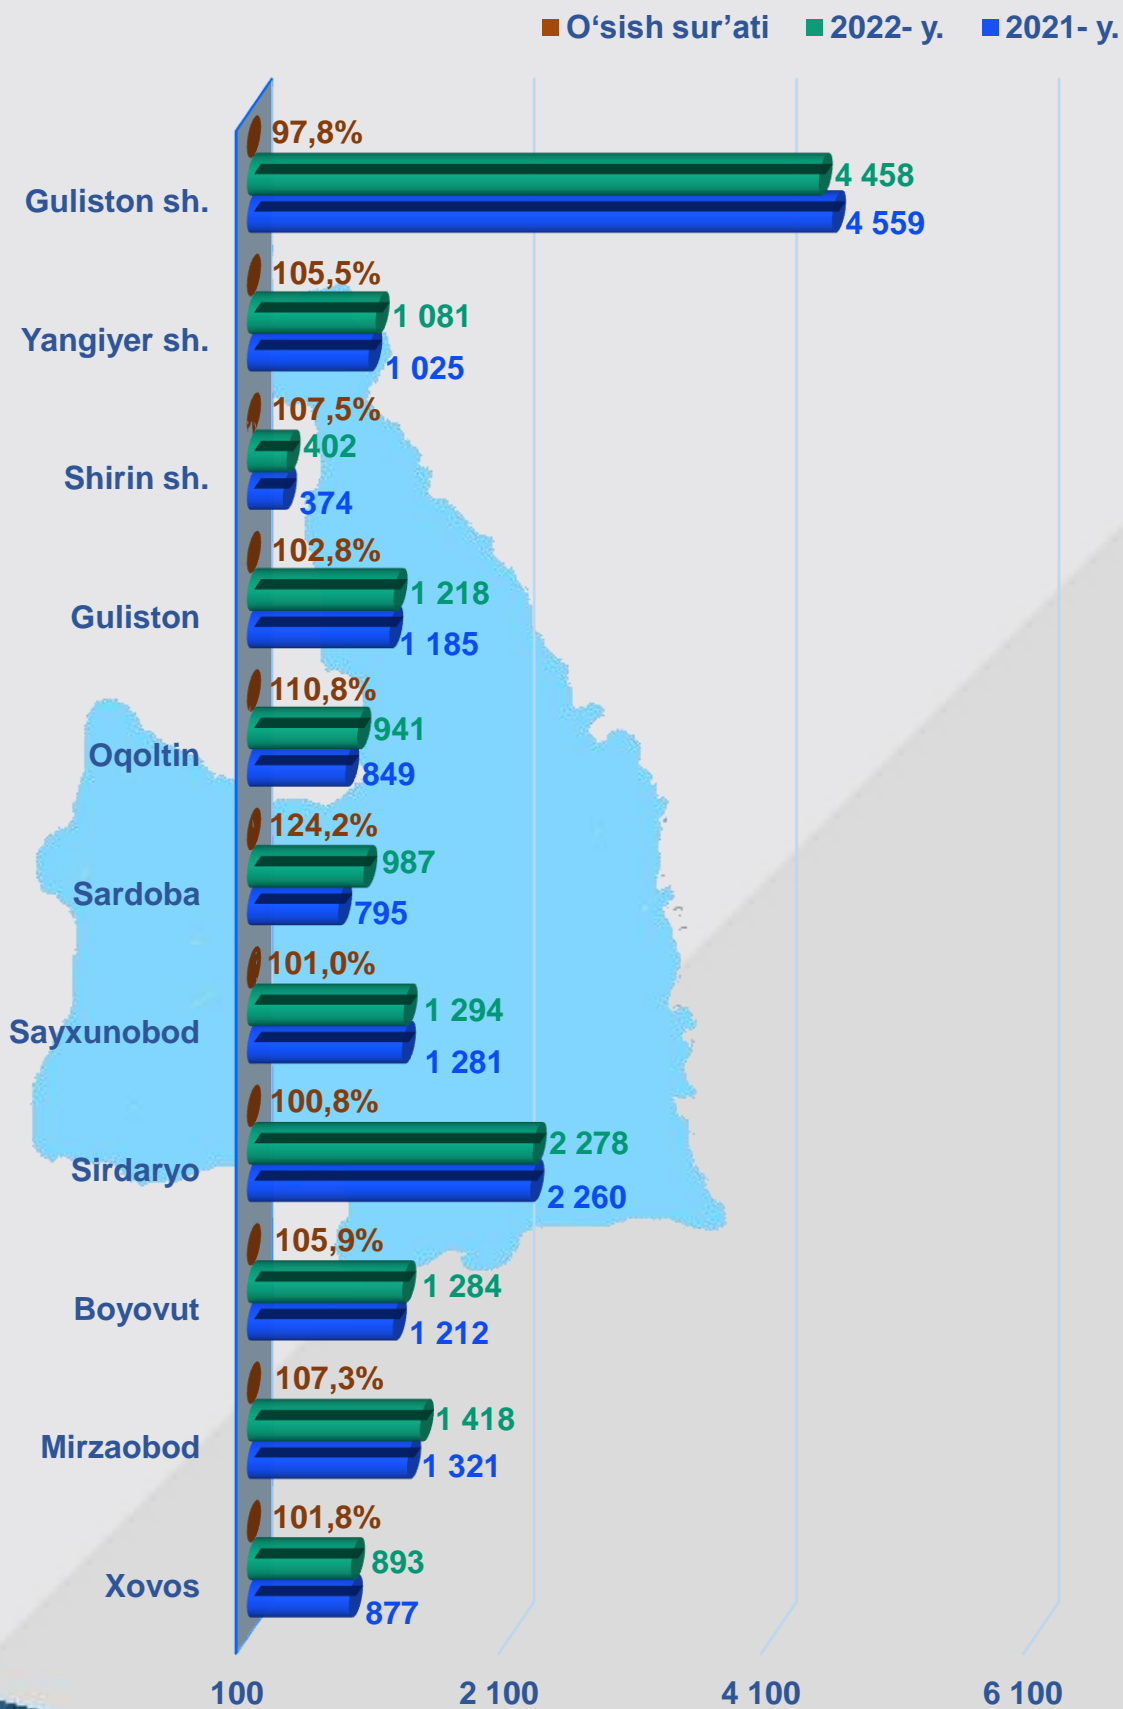 O‘sish sur’ati 2022- y. 2021- y.
97,8%
4 458
Guliston sh.
4 559
105,5%
1 081
Yangiyer sh.
1 025
107,5%
402
Shirin sh.
374
102,8%
1 218
Guliston
1 185
110,8%
941
Oqoltin
849
124,2%
987
Sardoba
795
101,0%
1 294
Sayxunobod
1 281
100,8%
2 278
Sirdaryo
2 260
105,9%
1 284
Boyovut
1 212
107,3%
1 418
Mirzaobod
1 321
101,8%
893
Xovos
877
100 2 100 4 100 6 100